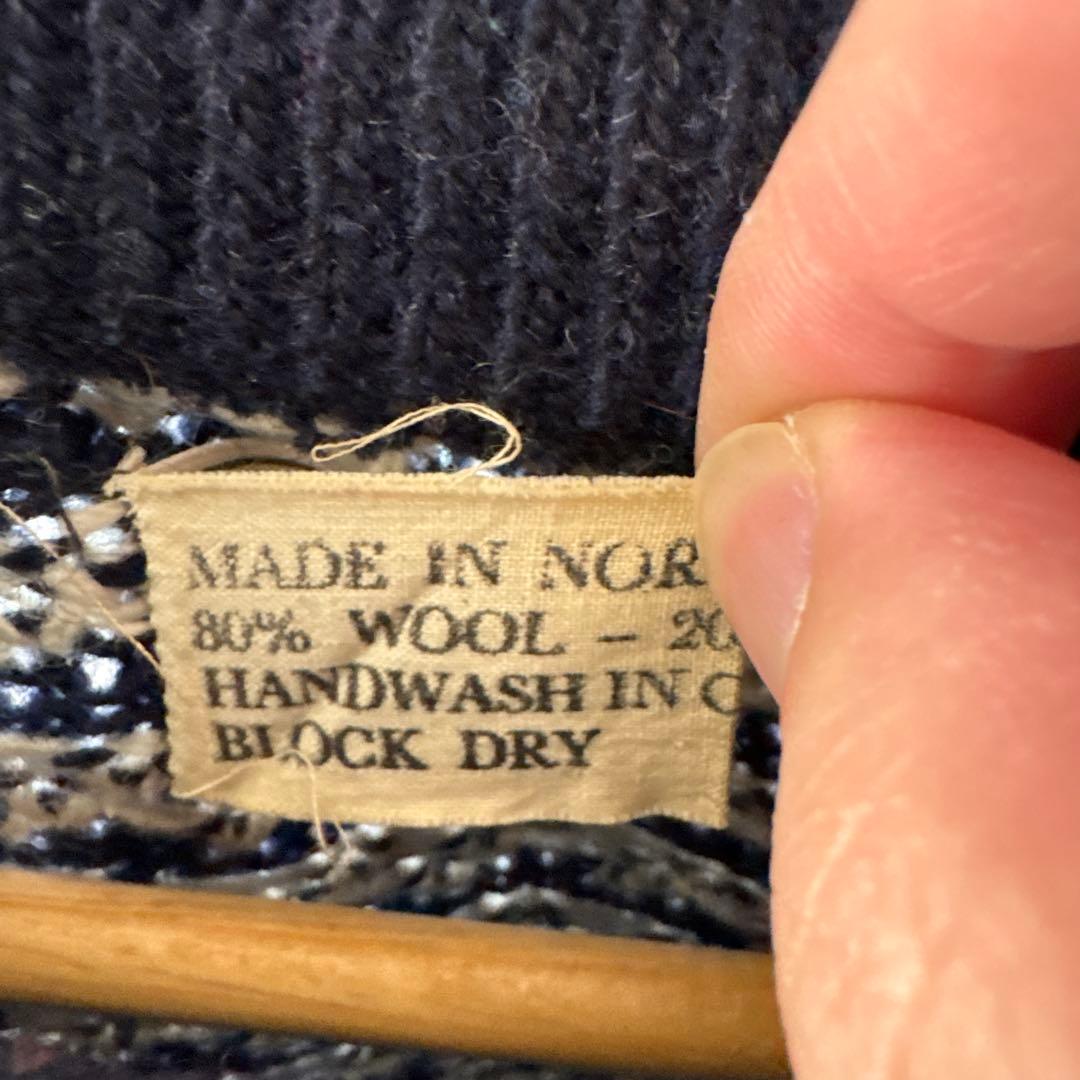 MADE IN NOR
80% WOOL – 20
HANDWASH IN C
BLOCK DRY